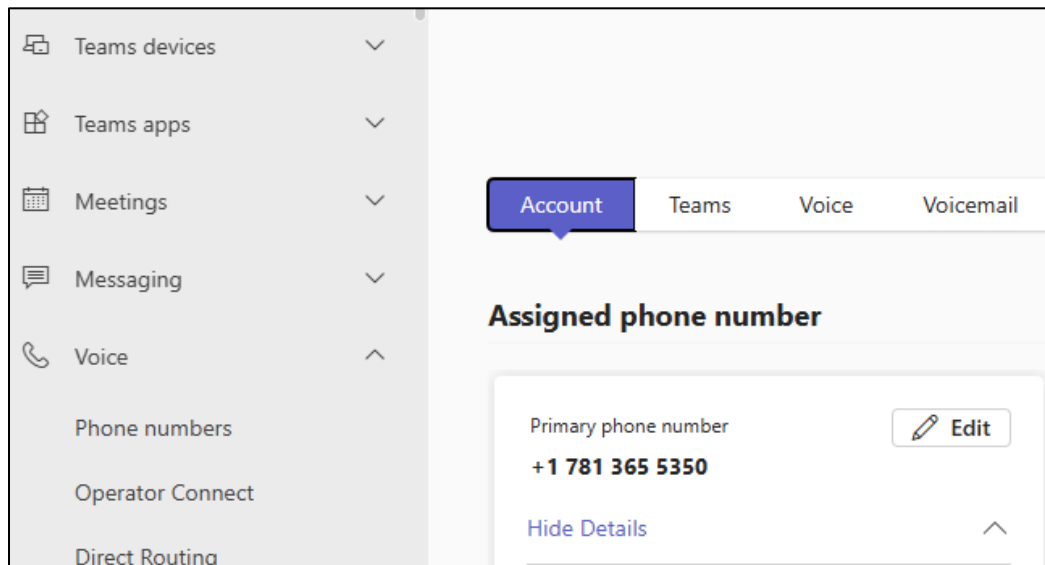 Teams devices
Teams apps
Meetings
Messaging
Voice
Phone numbers
Operator Connect
Direct Routing
Account
Teams
Voice
Voicemail
Assigned phone number
Primary phone number
Edit
+1 781 365 5350
Hide Details